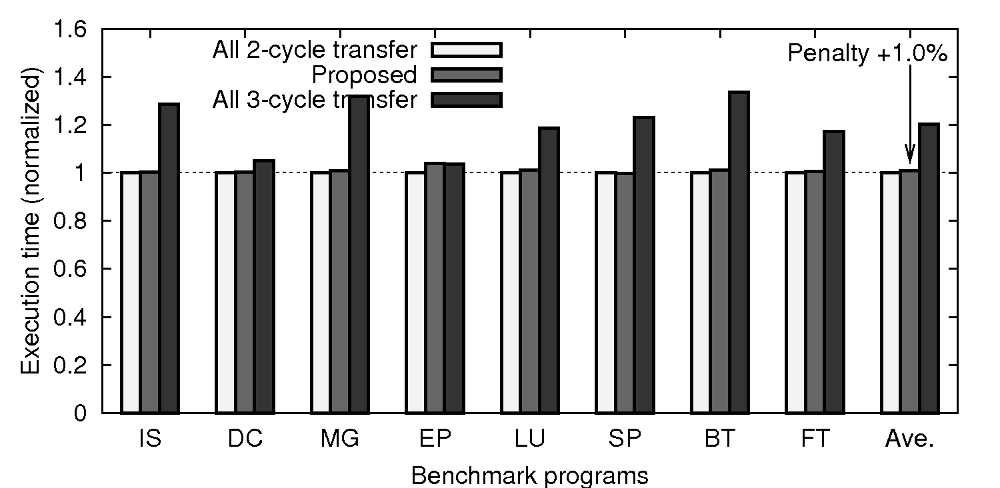 1.6
1.4
1.2
1
0.8
0.6
0.4
0.2
0
Execution time (normalized)
All 2-cycle transfer
Proposed
All 3-cycle transfer
Penalty +1.0%
IS DC MG EP LU SP BT FT Ave.
Benchmark programs